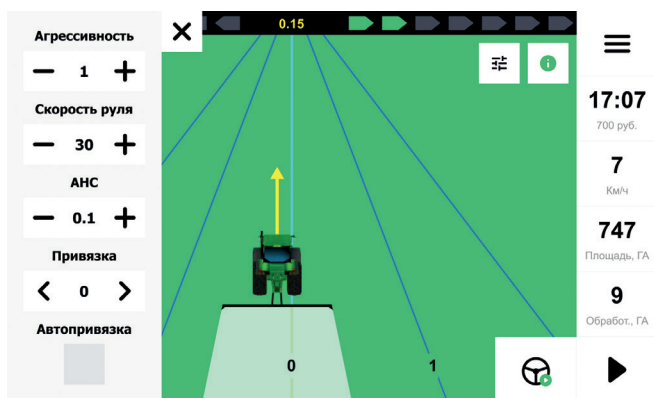 Агрессивность
1
Скорость руля
30
АНС
0.1
Привязка
0
Автопривязка
0.15
0
1
17:07
700 руб.
7
Км/ч
747
Площадь, ГА
9
Обработ., ГА